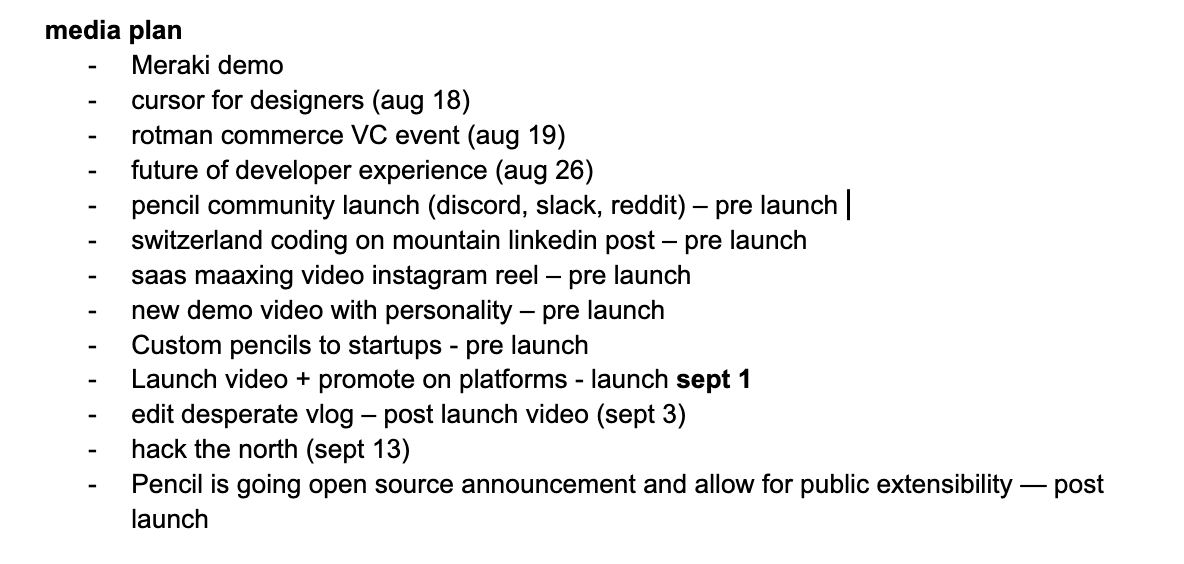 media plan
- Meraki demo
- cursor for designers (aug 18)
- rotman commerce VC event (aug 19)
- future of developer experience (aug 26)
- pencil community launch (discord, slack, reddit) – pre launch
- switzerland coding on mountain linkedin post – pre launch
- saas maaxing video instagram reel – pre launch
- new demo video with personality – pre launch
- Custom pencils to startups - pre launch
- Launch video + promote on platforms - launch sept 1
- edit desperate vlog – post launch video (sept 3)
- hack the north (sept 13)
- Pencil is going open source announcement and allow for public extensibility — post
launch